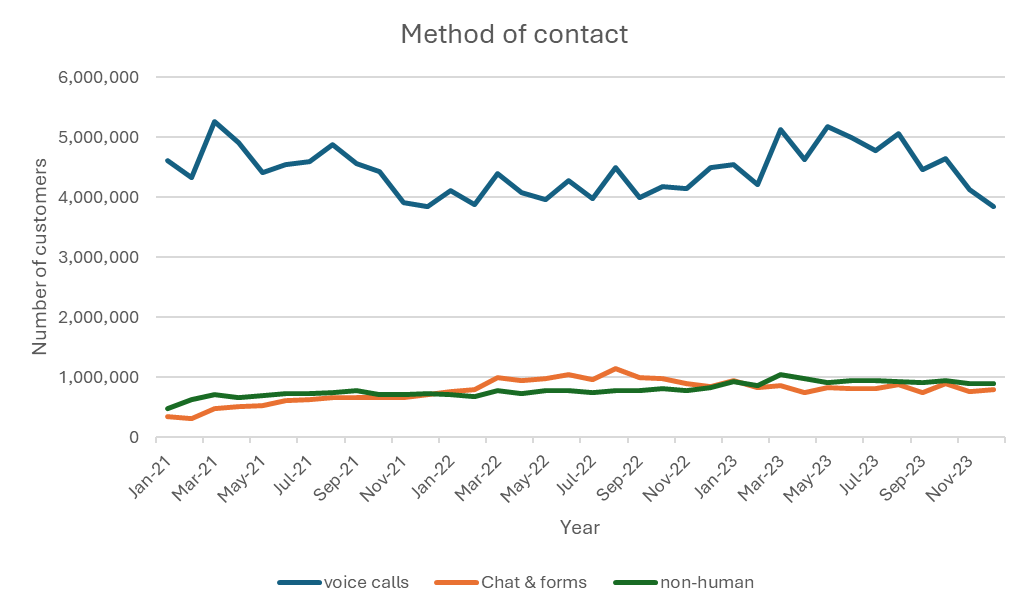 Method of contact
Number of customers
6,000,000
5,000,000
4,000,000
3,000,000
2,000,000
1,000,000
0
Jan-21 Mar-21 May-21 Jul-21 Sep-21 Nov-21 Jan-22 Mar-22 May-22 Jul-22 Sep-22 Nov-22 Jan-23 Mar-23 May-23 Jul-23 Sep-23 Nov-23
Year
voice calls Chat & forms non-human